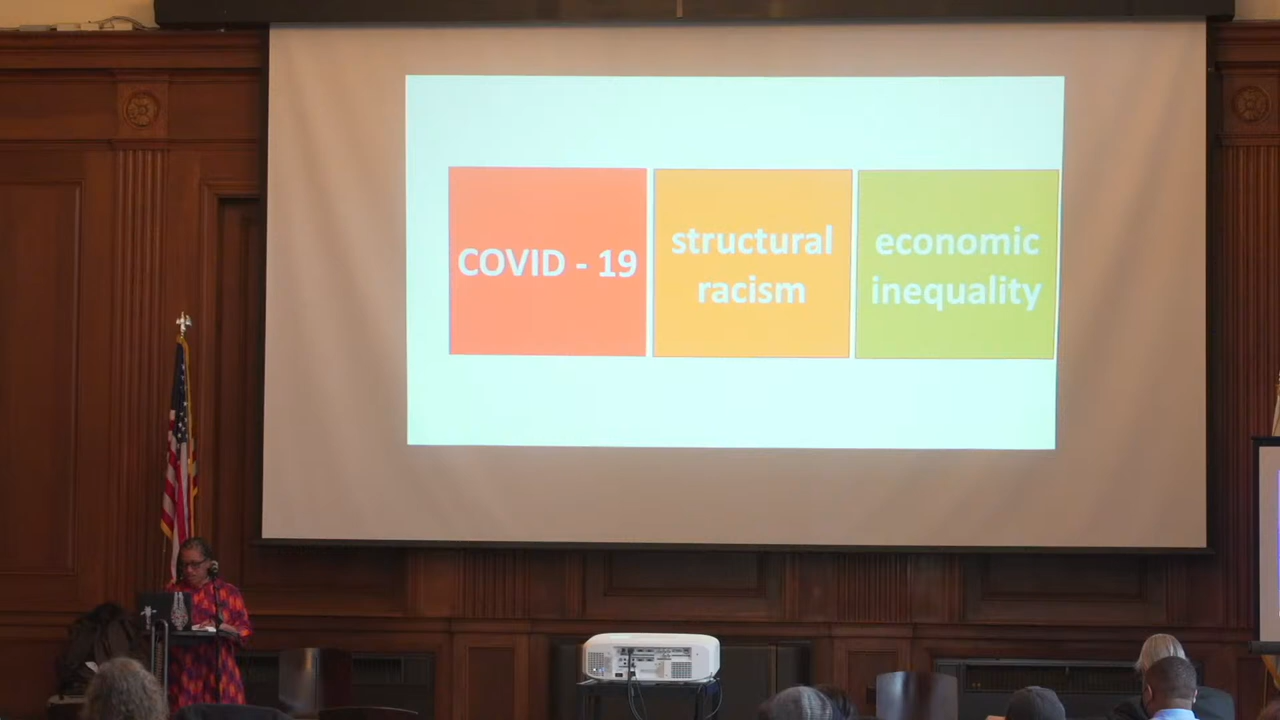 COVID - 19
structural
racism
economic
inequality